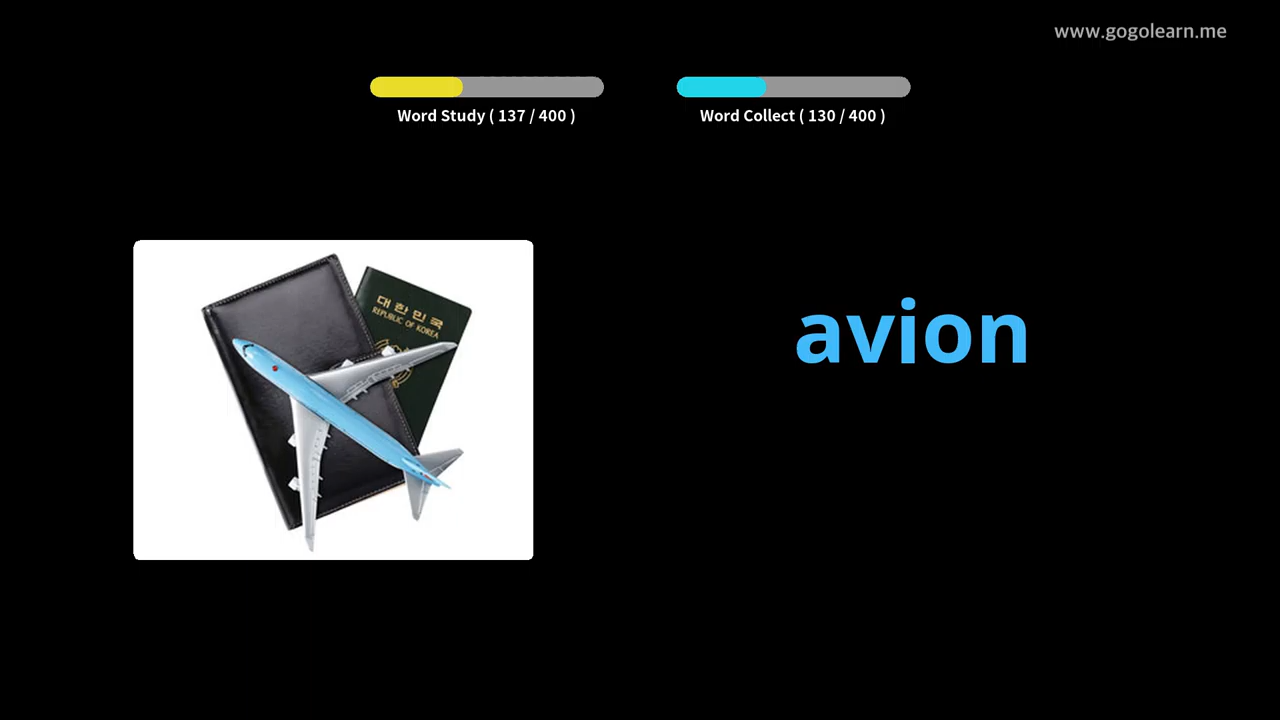 www.gogolearn.me
Word Study ( 137 / 400 )
Word Collect ( 130 / 400 )
대한민국
REPUBLIC OF KOREA
avion